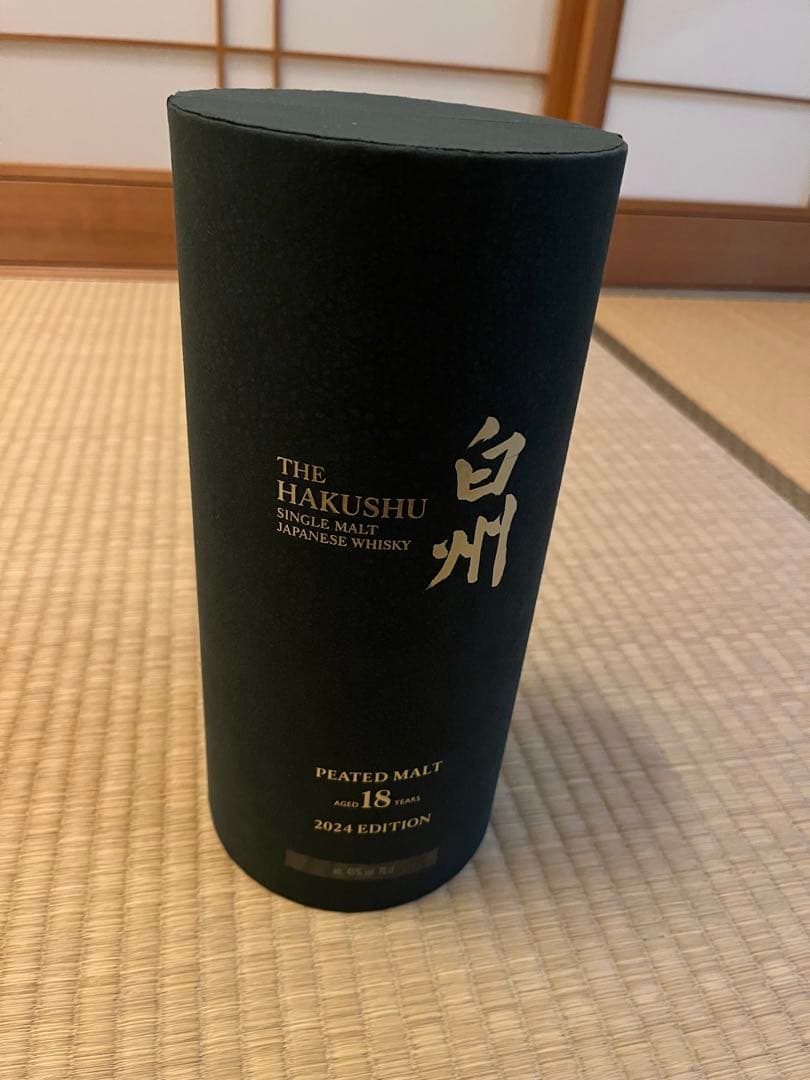 THE
HAKUSHU
SINGLE MALT
JAPANESE WHISKY
白州
PEATED MALT
AGED 18 YEARS
2024 EDITION